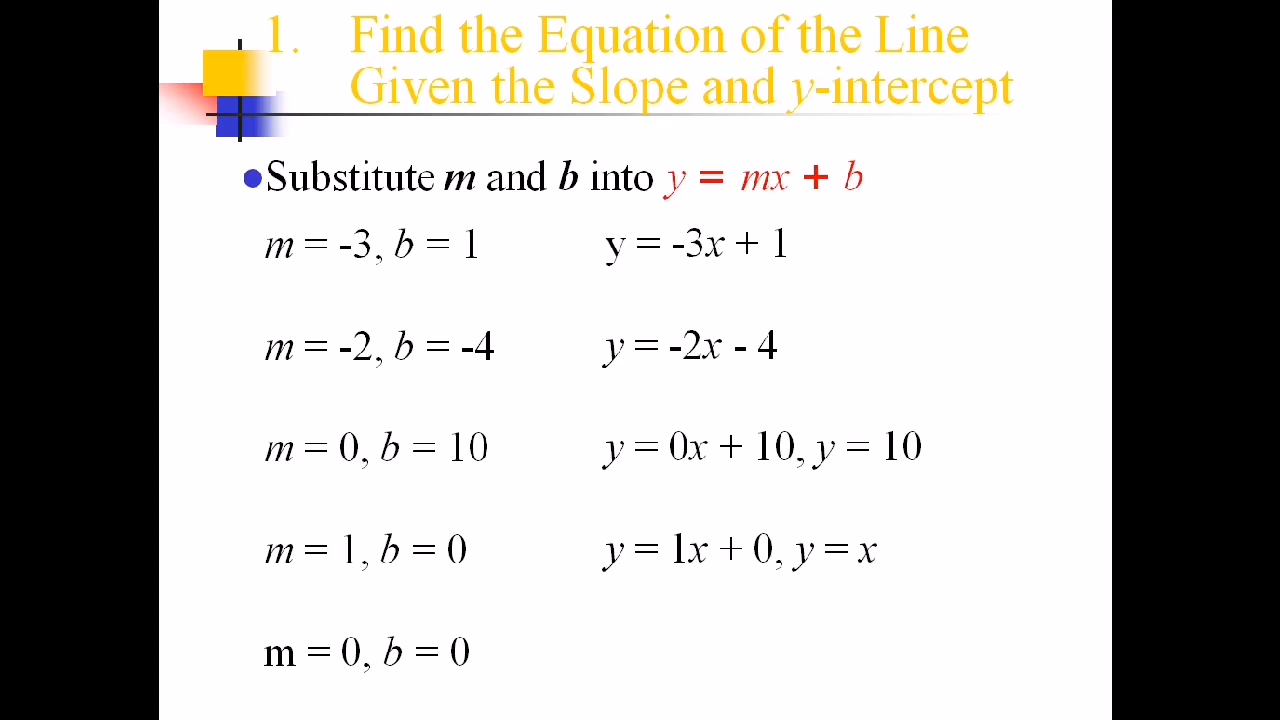 1. Find the Equation of the Line
Given the Slope and y-intercept
Substitute m and b into y = mx + b
m = -3, b = 1 y = -3x + 1
m = -2, b = -4 y = -2x - 4
m = 0, b = 10 y = 0x + 10, y = 10
m = 1, b = 0 y = 1x + 0, y = x
m = 0, b = 0